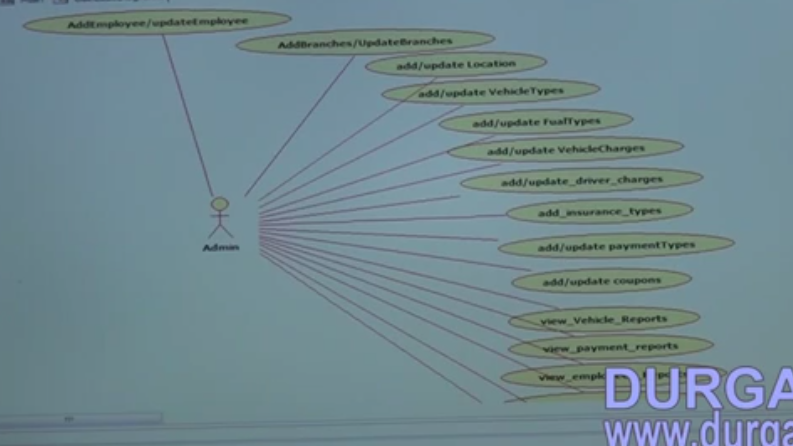 AddEmployee/updateEmployee
AddBranches/UpdateBranches
add/update Location
add/update VehicleTypes
add/update FualTypes
add/update VehicleCharges
add/update_driver_charges
add_insurance_types
Admin
add/update paymentTypes
add/update coupons
view_Vehicle_Reports
view_payment_reports
DURGA
www.durga